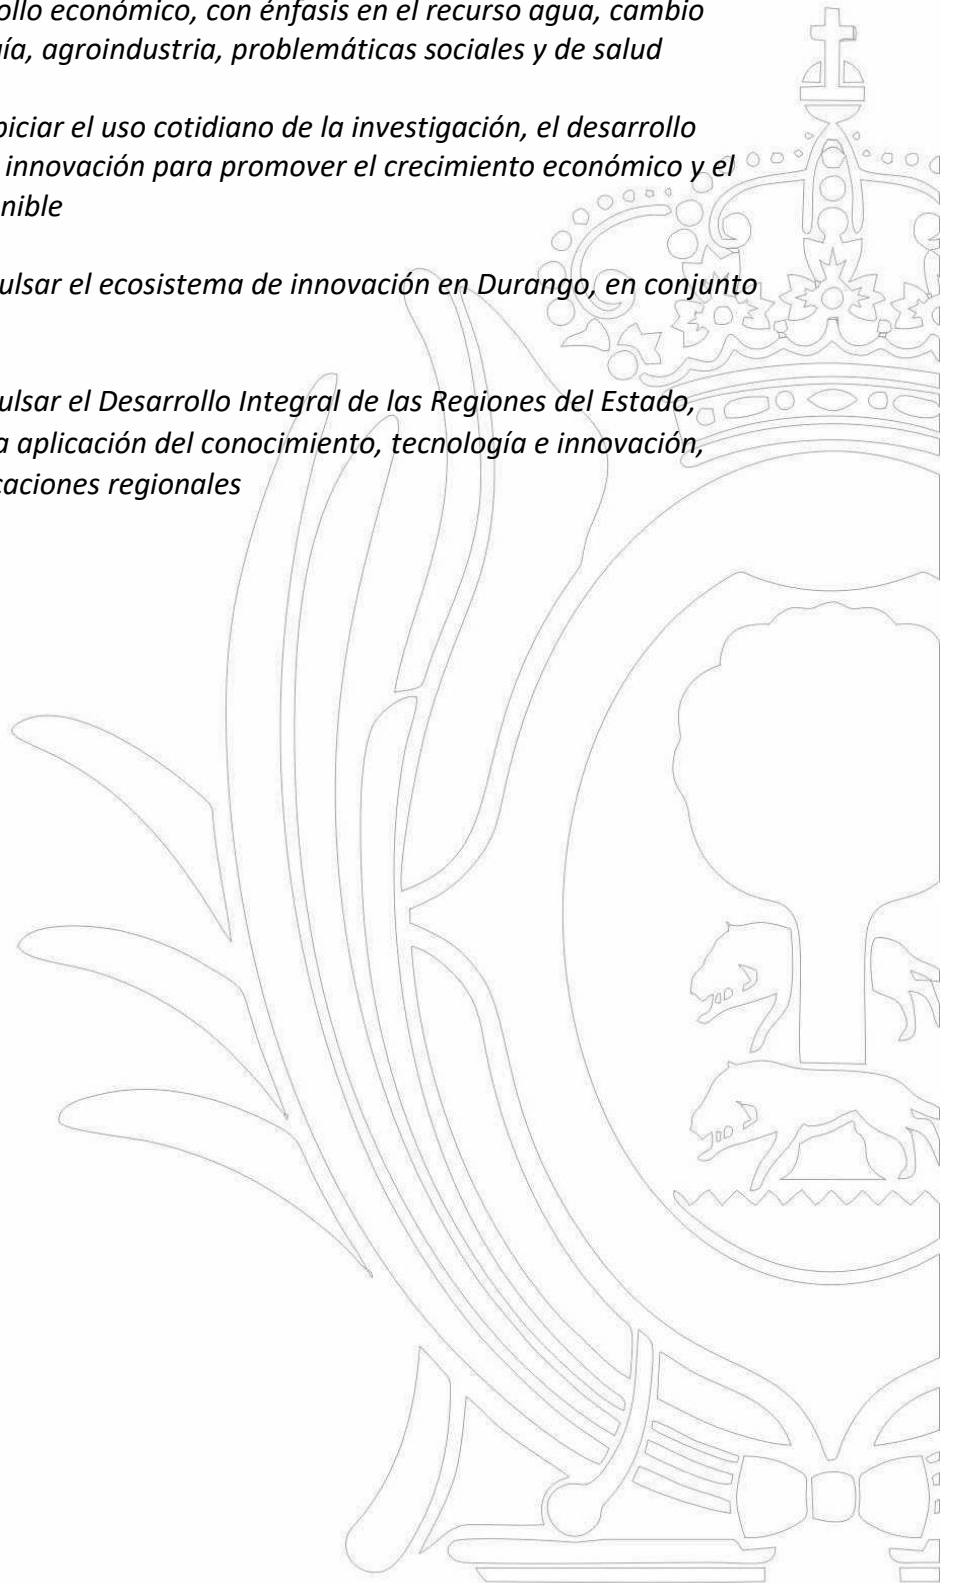 ollo económico, con énfasis en el recurso agua, cambio
ía, agroindustria, problemáticas sociales y de salud
iciar el uso cotidiano de la investigación, el desarrollo
innovación para promover el crecimiento económico y el
nible
ulsar el ecosistema de innovación en Durango, en conjunto
ulsar el Desarrollo Integral de las Regiones del Estado,
a aplicación del conocimiento, tecnología e innovación,
caciones regionales